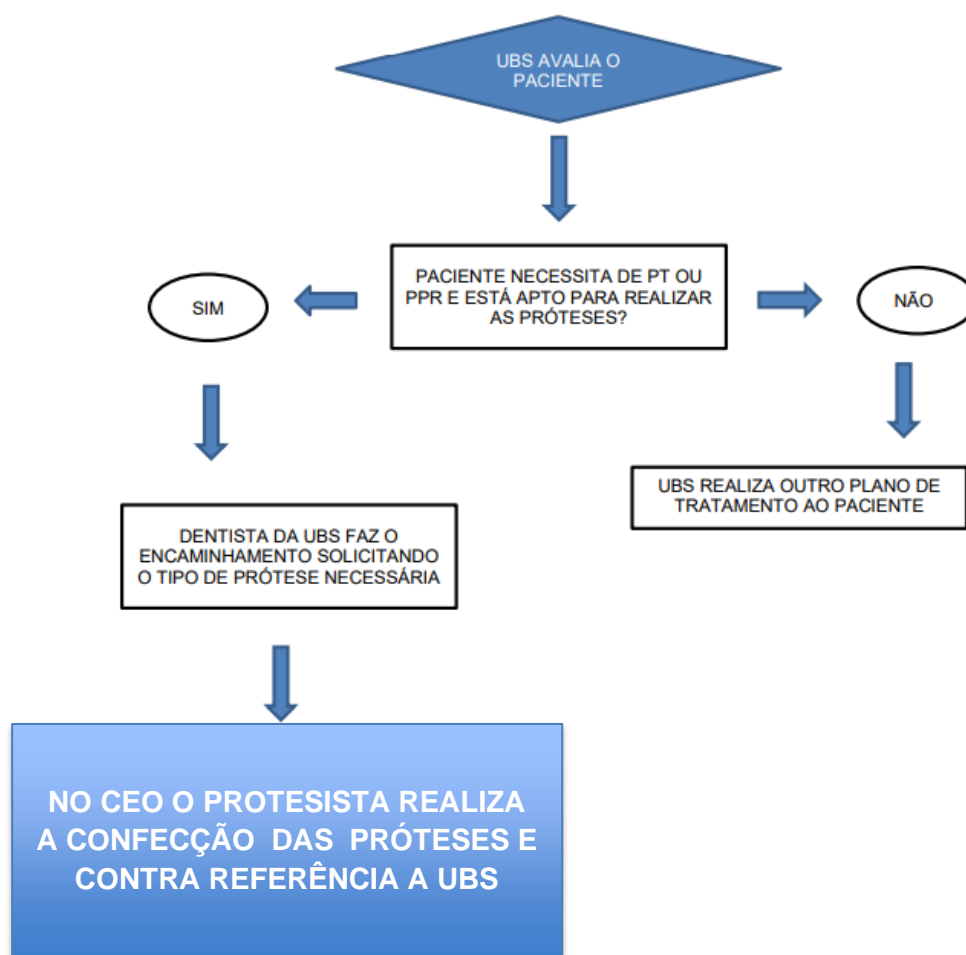 UBS AVALIA O
PACIENTE
PACIENTE NECESSITA DE PT OU
PPR E ESTÁ APTO PARA REALIZAR
AS PRÓTESES?
SIM
NÃO
UBS REALIZA OUTRO PLANO DE
TRATAMENTO AO PACIENTE
DENTISTA DA UBS FAZ O
ENCAMINHAMENTO SOLICITANDO
O TIPO DE PRÓTESE NECESSÁRIA
NO CEO O PROTESISTA REALIZA
A CONFECÇÃO DAS PRÓTESES E
CONTRA REFERÊNCIA A UBS